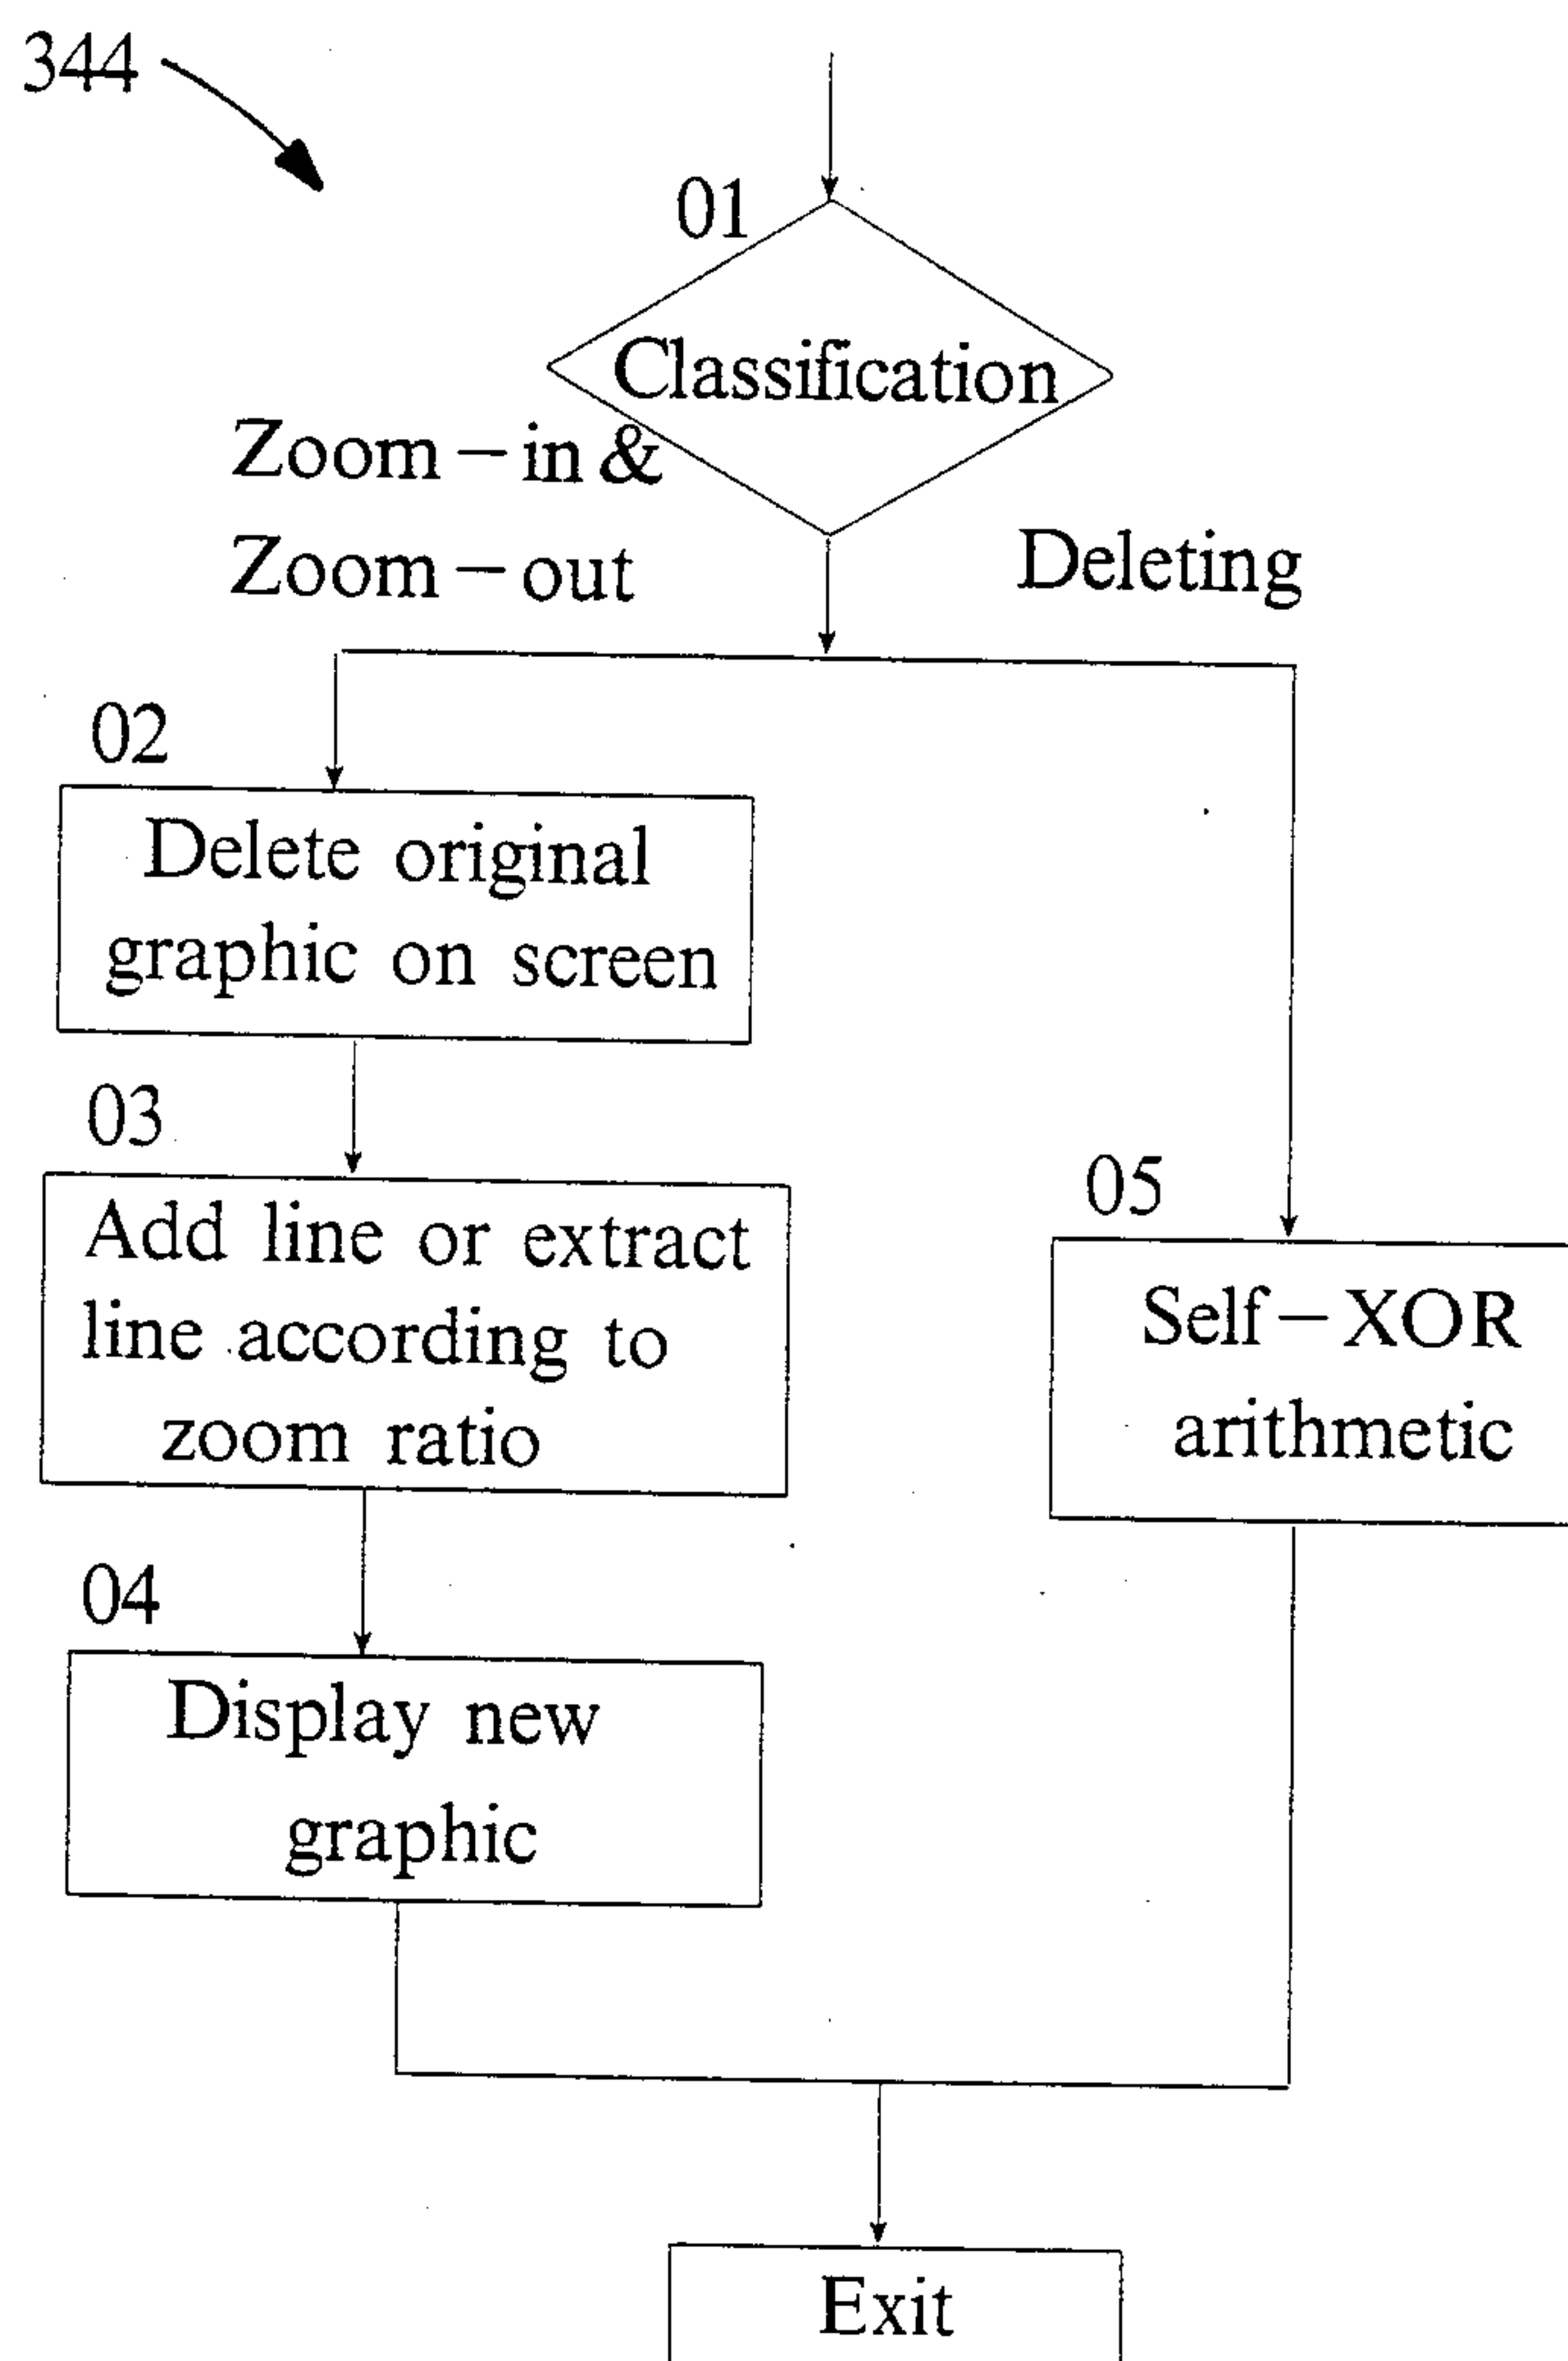 344
01
Classification
Zoom-in &
Zoom-out
Deleting
02
Delete original
graphic on screen
03
Add line or extract
line according to
zoom ratio
04
Display new
graphic
05
Self-XOR
arithmetic
Exit